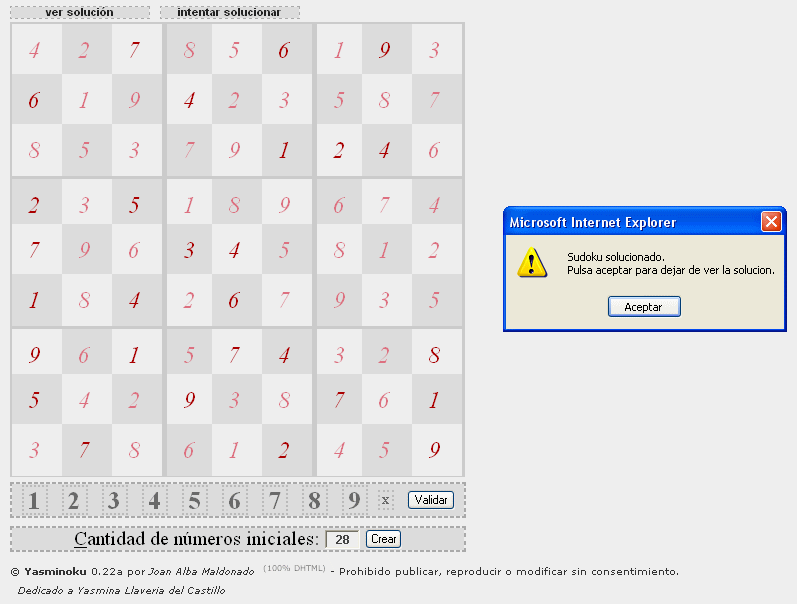 ver solución intentar solucionar
4 2 7 8 5 6 1 9 3
6 1 9 4 2 3 5 8 7
8 5 3 7 9 1 2 4 6
2 3 5 1 8 9 6 7 4
7 9 6 3 4 5 8 1 2
1 8 4 2 6 7 9 3 5
9 6 1 5 7 4 3 2 8
5 4 2 9 3 8 7 6 1
3 7 8 6 1 2 4 5 9
1 2 3 4 5 6 7 8 9 x Validar
Cantidad de números iniciales: 28 Crear
© Yasminoku 0.22a por Joan Alba Maldonado (100% DHTML) - Prohibido publicar, reproducir o modificar sin consentimiento.
Dedicado a Yasmina Llaveria del Castillo
Microsoft Internet Explorer
Sudoku solucionado.
Pulsa aceptar para dejar de ver la solucion.
Aceptar